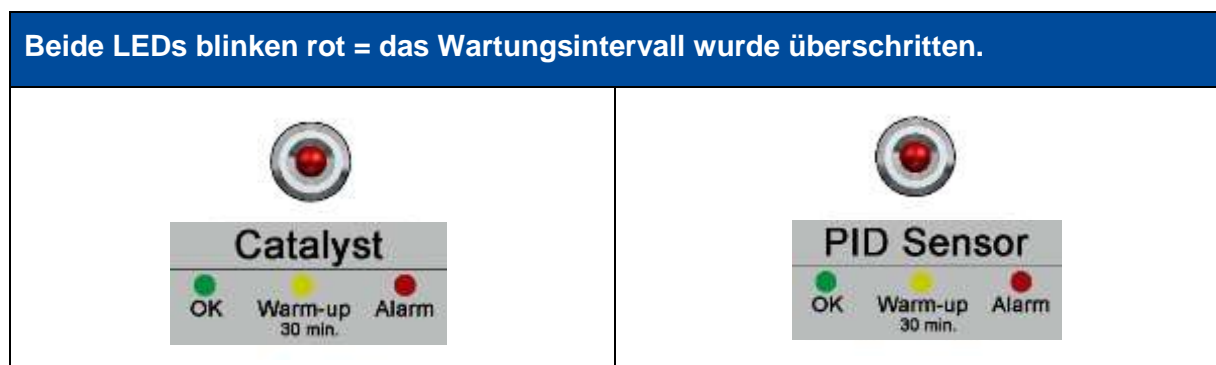 Beide LEDs blinken rot = das Wartungsintervall wurde überschritten.
Catalyst
OK Warm-up Alarm
30 min.
PID Sensor
OK Warm-up Alarm
30 min.